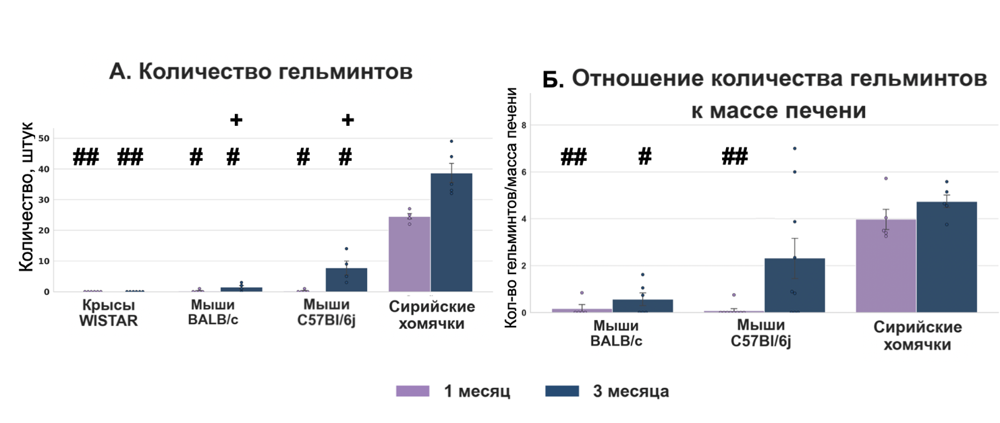 А. Количество гельминтов
Количество, штук
+ +
## ## # # # #
50
40
30
20
10
0
Крысы
WISTAR
Мыши
BALB/c
Мыши
C57Bl/6j
Сирийские
хомячки
Б. Отношение количества гельминтов
к массе печени
Кол-во гельминтов/масса печени
## # ##
8
6
4
2
0
Мыши
BALB/c
Мыши
C57Bl/6j
Сирийские
хомячки
1 месяц
3 месяца